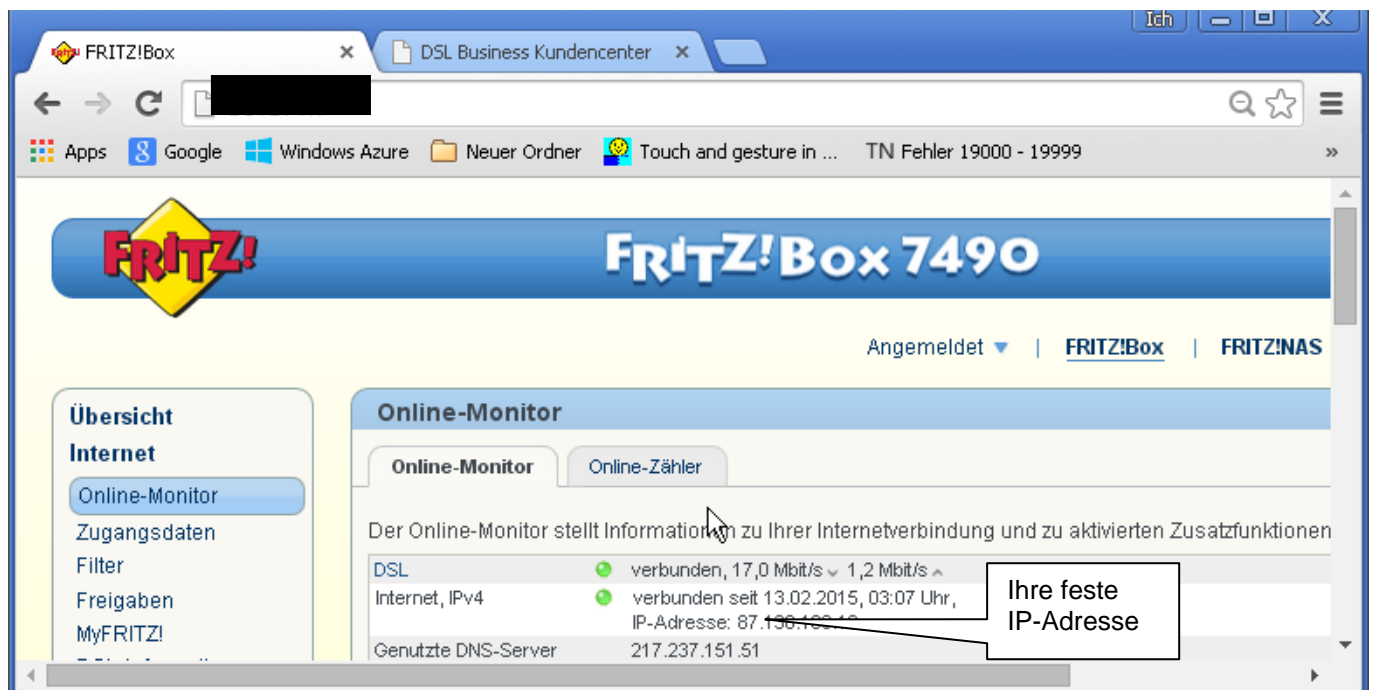 Ich
FRITZ!Box
DSL Business Kundencenter
Apps Google Windows Azure Neuer Ordner Touch and gesture in ... TN Fehler 19000 - 19999 »
FRITZ!
FRITZ!Box 7490
Angemeldet | FRITZ!Box | FRITZ!NAS
Übersicht
Internet
Online-Monitor
Zugangsdaten
Filter
Freigaben
MyFRITZ!
Online-Monitor
Online-Monitor Online-Zähler
Der Online-Monitor stellt Informationen zu Ihrer Internetverbindung und zu aktivierten Zusatzfunktionen
DSL verbunden, 17,0 Mbit/s 1,2 Mbit/s
Internet, IPv4 verbunden seit 13.02.2015, 03:07 Uhr,
IP-Adresse: 87.
Genutzte DNS-Server 217.237.151.51
Ihre feste
IP-Adresse